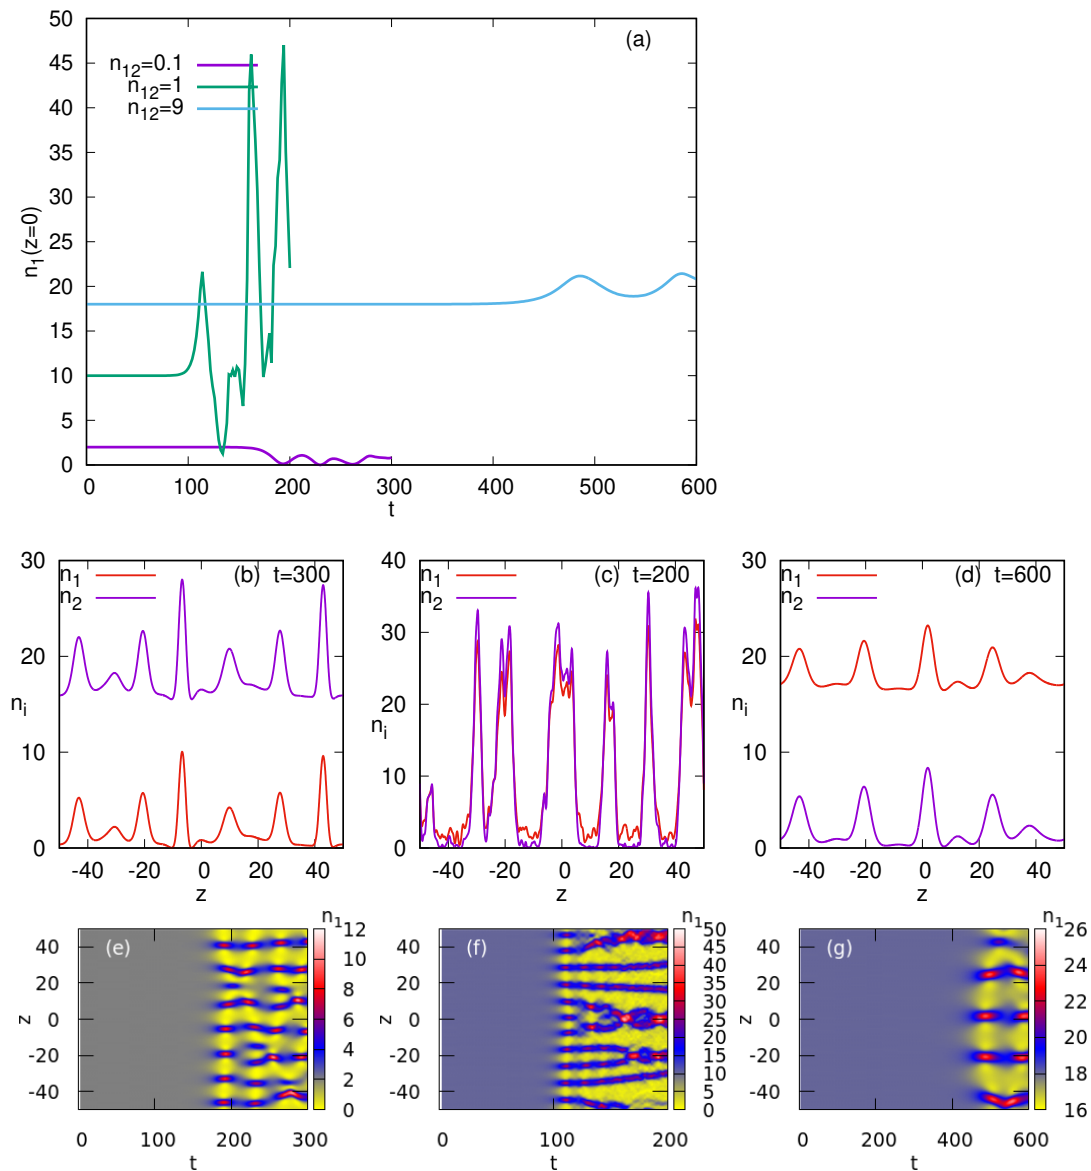 (a)
n12=0.1
n12=1
n12=9
50
45
40
35
30
25
20
15
10
5
0
n1(z=0)
0 100 200 300 400 500 600
t
n1
n2
(b) t=300
30
20
10
0
ni
-40 -20 0 20 40
z
n1
n2
(c) t=200
40
30
20
10
0
ni
-40 -20 0 20 40
z
n1
n2
(d) t=600
30
20
10
0
ni
-40 -20 0 20 40
z
(e)
n1
40
20
0
-20
-40
z
0 100 200 300
t
12
10
8
6
4
2
0
(f)
n1
40
20
0
-20
-40
z
0 100 200
t
50
45
40
35
30
25
20
15
10
5
0
(g)
n1
40
20
0
-20
-40
z
0 200 400 600
t
26
24
22
20
18
16